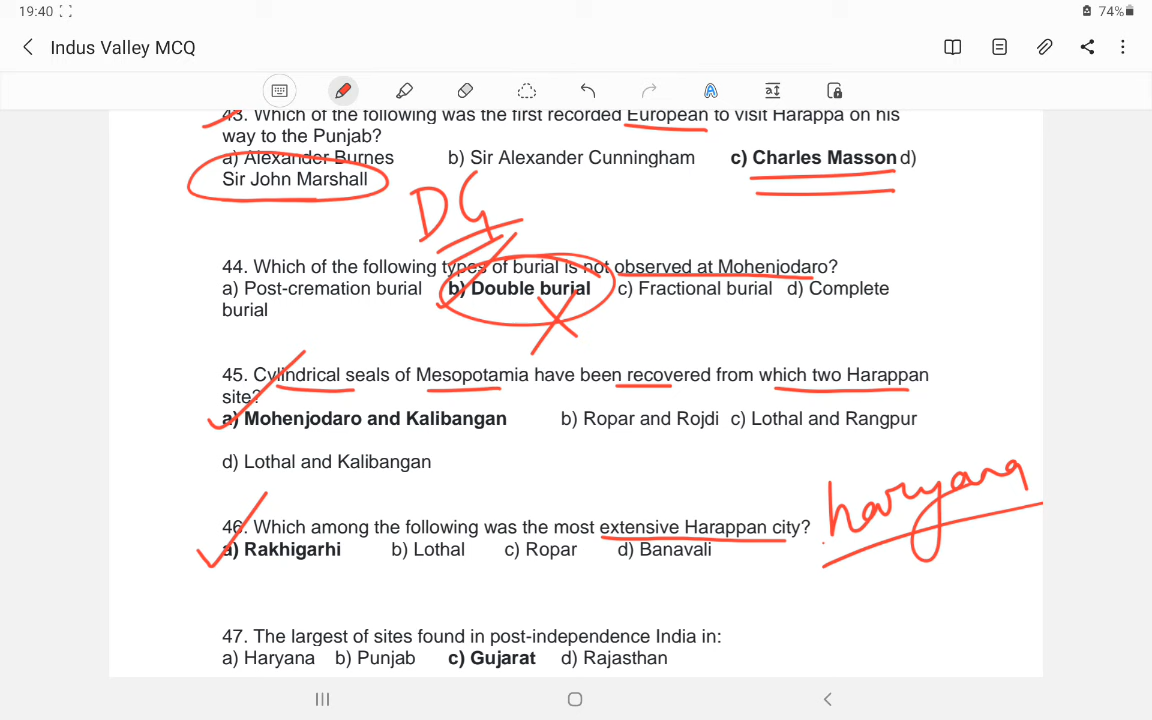 19:40
74%
Indus Valley MCQ
43. Which of the following was the first recorded European to visit Harappa on his
way to the Punjab?
a) Alexander Burnes b) Sir Alexander Cunningham c) Charles Masson d)
Sir John Marshall
DG
44. Which of the following types of burial is not observed at Mohenjodaro?
a) Post-cremation burial b) Double burial c) Fractional burial d) Complete
burial
45. Cylindrical seals of Mesopotamia have been recovered from which two Harappan
site?
a) Mohenjodaro and Kalibangan b) Ropar and Rojdi c) Lothal and Rangpur
d) Lothal and Kalibangan
haryana
46. Which among the following was the most extensive Harappan city?
a) Rakhigarhi b) Lothal c) Ropar d) Banavali
47. The largest of sites found in post-independence India in:
a) Haryana b) Punjab c) Gujarat d) Rajasthan